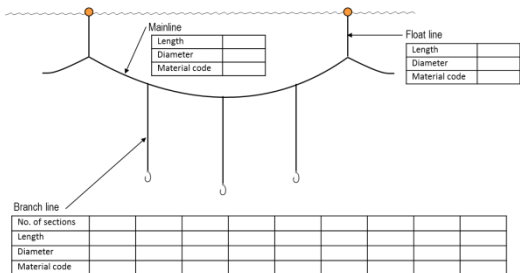 Mainline
Length
Diameter
Material code
Float line
Length
Diameter
Material code
Branch line
No. of sections
Length
Diameter
Material code